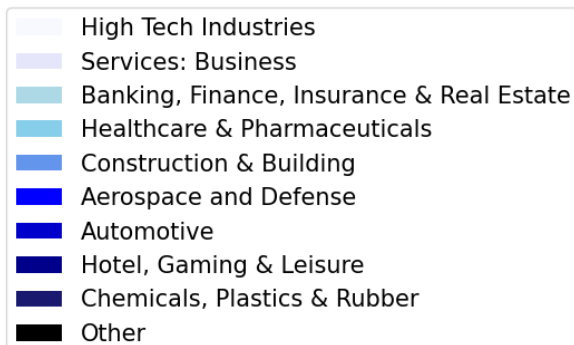 High Tech Industries
Services: Business
Banking, Finance, Insurance & Real Estate
Healthcare & Pharmaceuticals
Construction & Building
Aerospace and Defense
Automotive
Hotel, Gaming & Leisure
Chemicals, Plastics & Rubber
Other